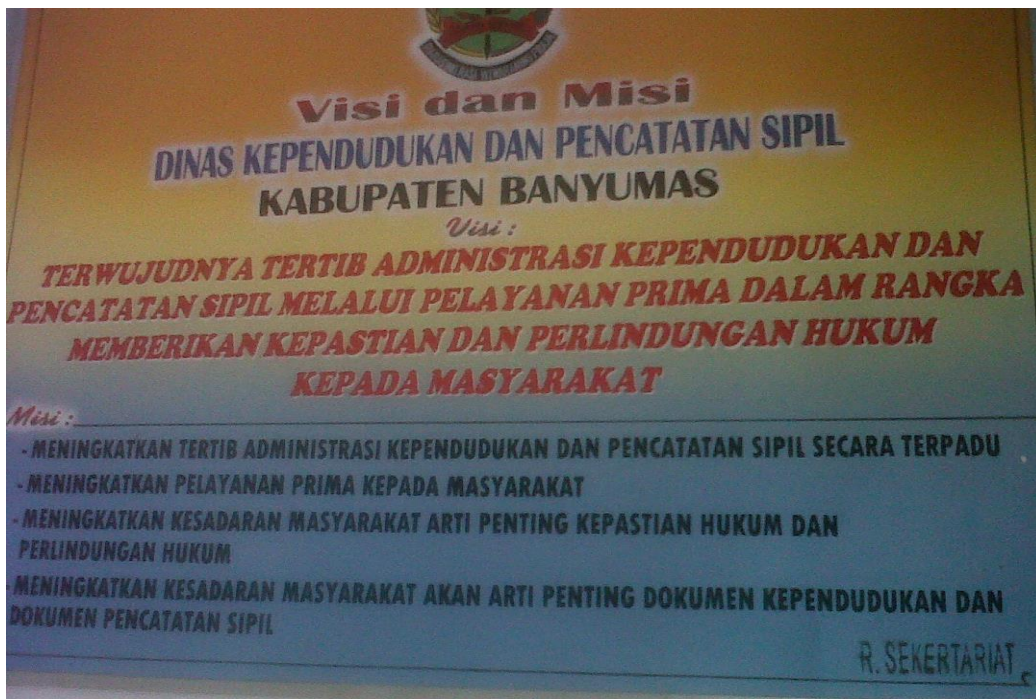 Visi dan Misi
DINAS KEPENDUDUKAN DAN PENCATATAN SIPIL
KABUPATEN BANYUMAS
Visi :
TERWUJUDNYA TERTIB ADMINISTRASI KEPENDUDUKAN DAN
PENCATATAN SIPIL MELALUI PELAYANAN PRIMA DALAM RANGKA
MEMBERIKAN KEPASTIAN DAN PERLINDUNGAN HUKUM
KEPADA MASYARAKAT
Misi :
- MENINGKATKAN TERTIB ADMINISTRASI KEPENDUDUKAN DAN PENCATATAN SIPIL SECARA TERPADU
- MENINGKATKAN PELAYANAN PRIMA KEPADA MASYARAKAT
- MENINGKATKAN KESADARAN MASYARAKAT ARTI PENTING KEPASTIAN HUKUM DAN
PERLINDUNGAN HUKUM
- MENINGKATKAN KESADARAN MASYARAKAT AKAN ARTI PENTING DOKUMEN KEPENDUDUKAN DAN
DOKUMEN PENCATATAN SIPIL
R. SEKERTARIAT